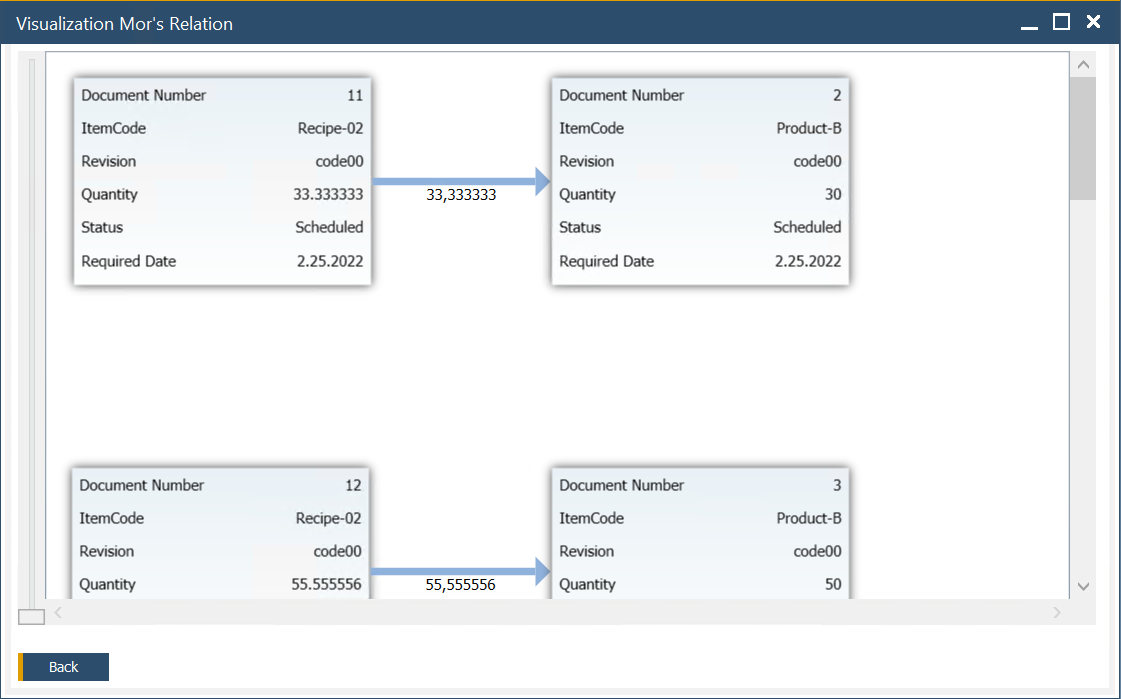 Visualization Mor's Relation
Document Number 11
ItemCode Recipe-02
Revision code00
Quantity 33.333333
Status Scheduled
Required Date 2.25.2022
33,333333
Document Number 2
ItemCode Product-B
Revision code00
Quantity 30
Status Scheduled
Required Date 2.25.2022
Document Number 12
ItemCode Recipe-02
Revision code00
Quantity 55.555556
55,555556
Document Number 3
ItemCode Product-B
Revision code00
Quantity 50
Back